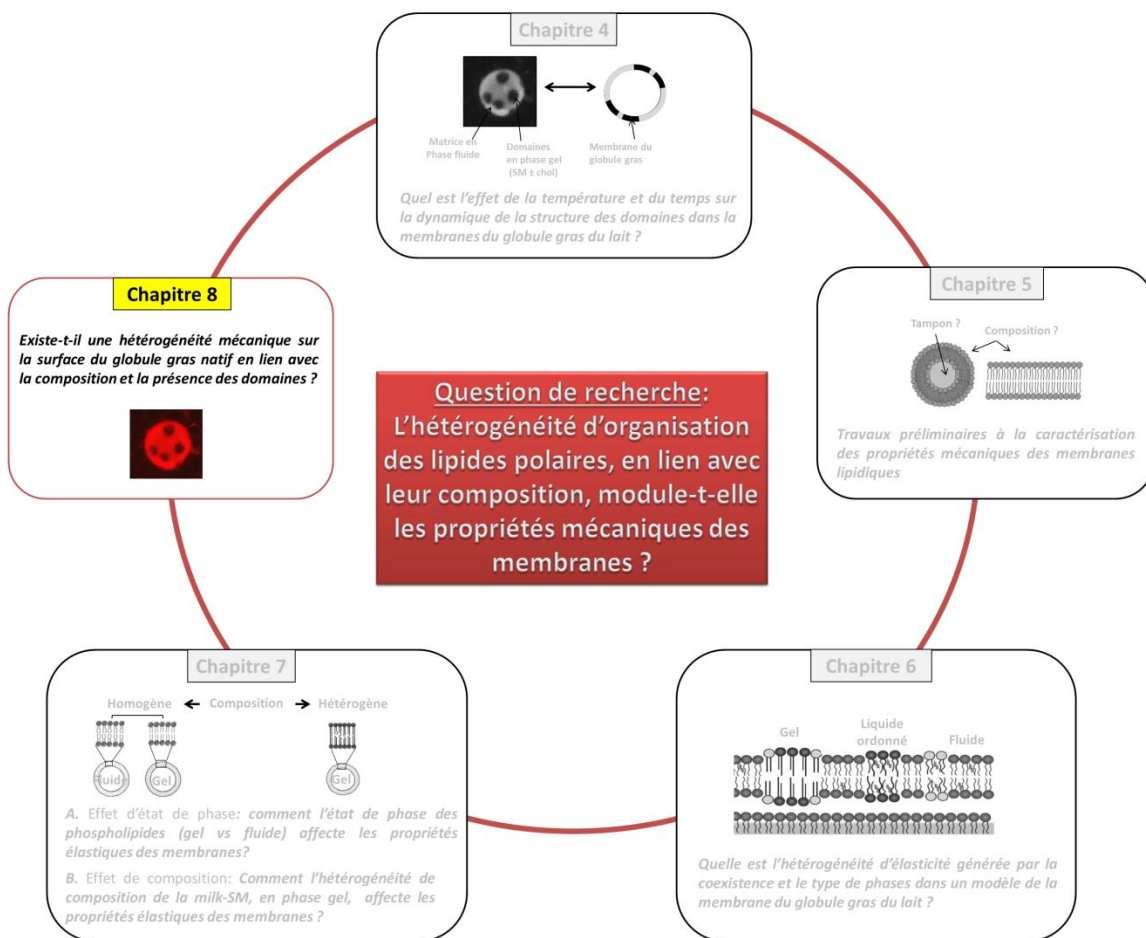 Chapitre 4
Matrice en
Phase fluide
Domaines
en phase gel
(SM ± chol)
Membrane du
globule gras
Quel est l'effet de la température et du temps sur
la dynamique de la structure des domaines dans la
membranes du globule gras du lait ?
Chapitre 5
Tampon ?
Composition ?
Travaux préliminaires à la caractérisation
des propriétés mécaniques des membranes
lipidiques
Chapitre 8
Existe-t-il une hétérogénéité mécanique sur
la surface du globule gras natif en lien avec
la composition et la présence des domaines ?
Question de recherche:
L'hétérogénéité d'organisation
des lipides polaires, en lien avec
leur composition, module-t-elle
les propriétés mécaniques des
membranes ?
Chapitre 7
Homogène
Composition
Hétérogène
Fluide
Gel
Gel
A. Effet d'état de phase: comment l'état de phase des
phospholipides (gel vs fluide) affecte les propriétés
élastiques des membranes?
B. Effet de composition: Comment l'hétérogénéité de
composition de la milk-SM, en phase gel, affecte les
propriétés élastiques des membranes ?
Chapitre 6
Gel
Liquide
ordonné
Fluide
Quelle est l'hétérogénéité d'élasticité générée par la
coexistence et le type de phases dans un modèle de la
membrane du globule gras du lait ?